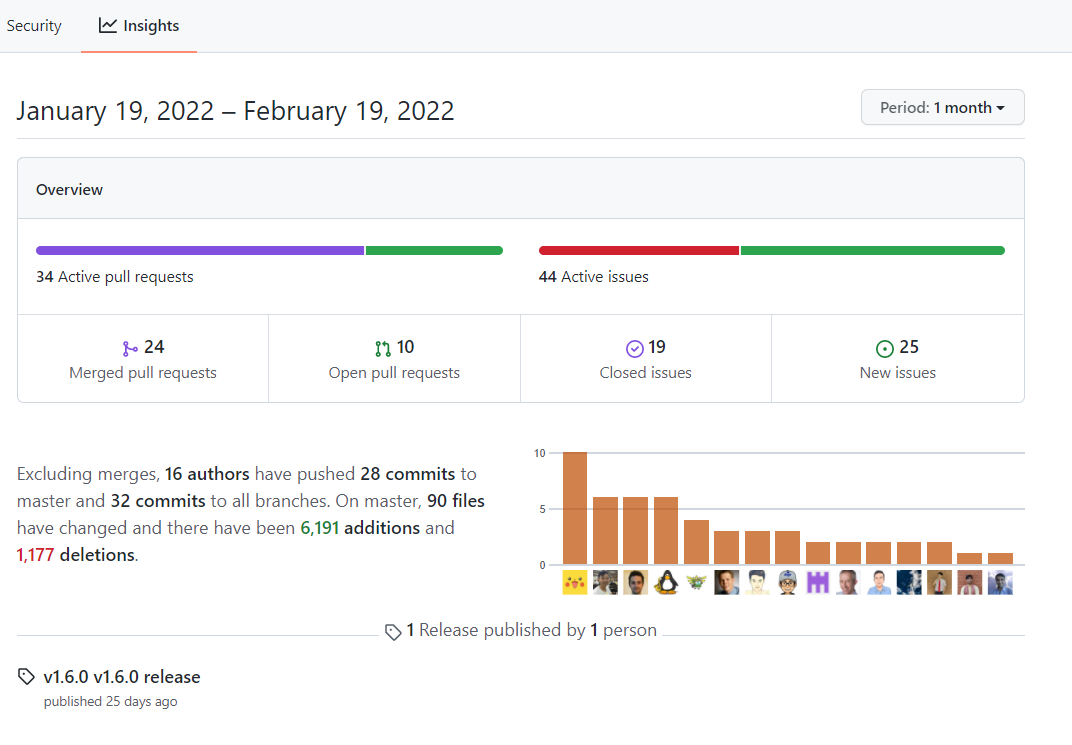 Security
Insights
January 19, 2022 – February 19, 2022
Period: 1 month
Overview
34 Active pull requests
44 Active issues
24
Merged pull requests
10
Open pull requests
19
Closed issues
25
New issues
Excluding merges, 16 authors have pushed 28 commits to
master and 32 commits to all branches. On master, 90 files
have changed and there have been 6,191 additions and
1,177 deletions.
10
5
0
1 Release published by 1 person
v1.6.0 v1.6.0 release
published 25 days ago